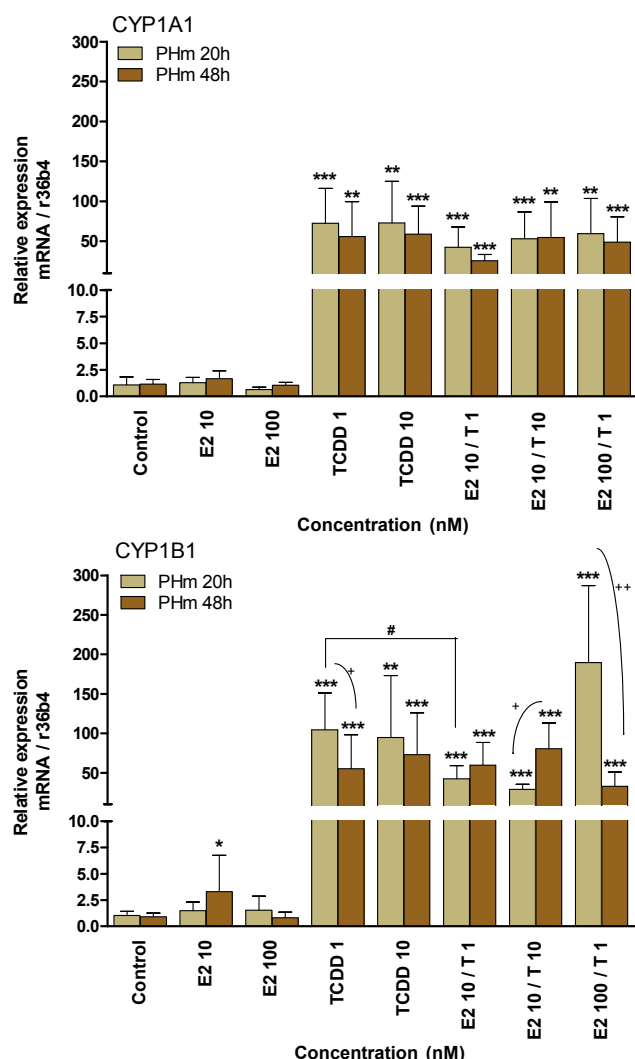 CYP1A1
PHm 20h
PHm 48h
300
250
200
150
100
50
10.0
7.5
5.0
2.5
0.0
Relative expression
mRNA / r36b4
*** ** ** *** *** *** *** ** ** ***
Control
E2 10
E2 100
TCDD 1
TCDD 10
E2 10 / T 1
E2 10 / T 10
E2 100 / T 1
Concentration (nM)
CYP1B1
PHm 20h
PHm 48h
300
250
200
150
100
50
10.0
7.5
5.0
2.5
0.0
Relative expression
mRNA / r36b4
* *** + *** # ** *** *** *** *** + *** *** ++ ***
Control
E2 10
E2 100
TCDD 1
TCDD 10
E2 10 / T 1
E2 10 / T 10
E2 100 / T 1
Concentration (nM)